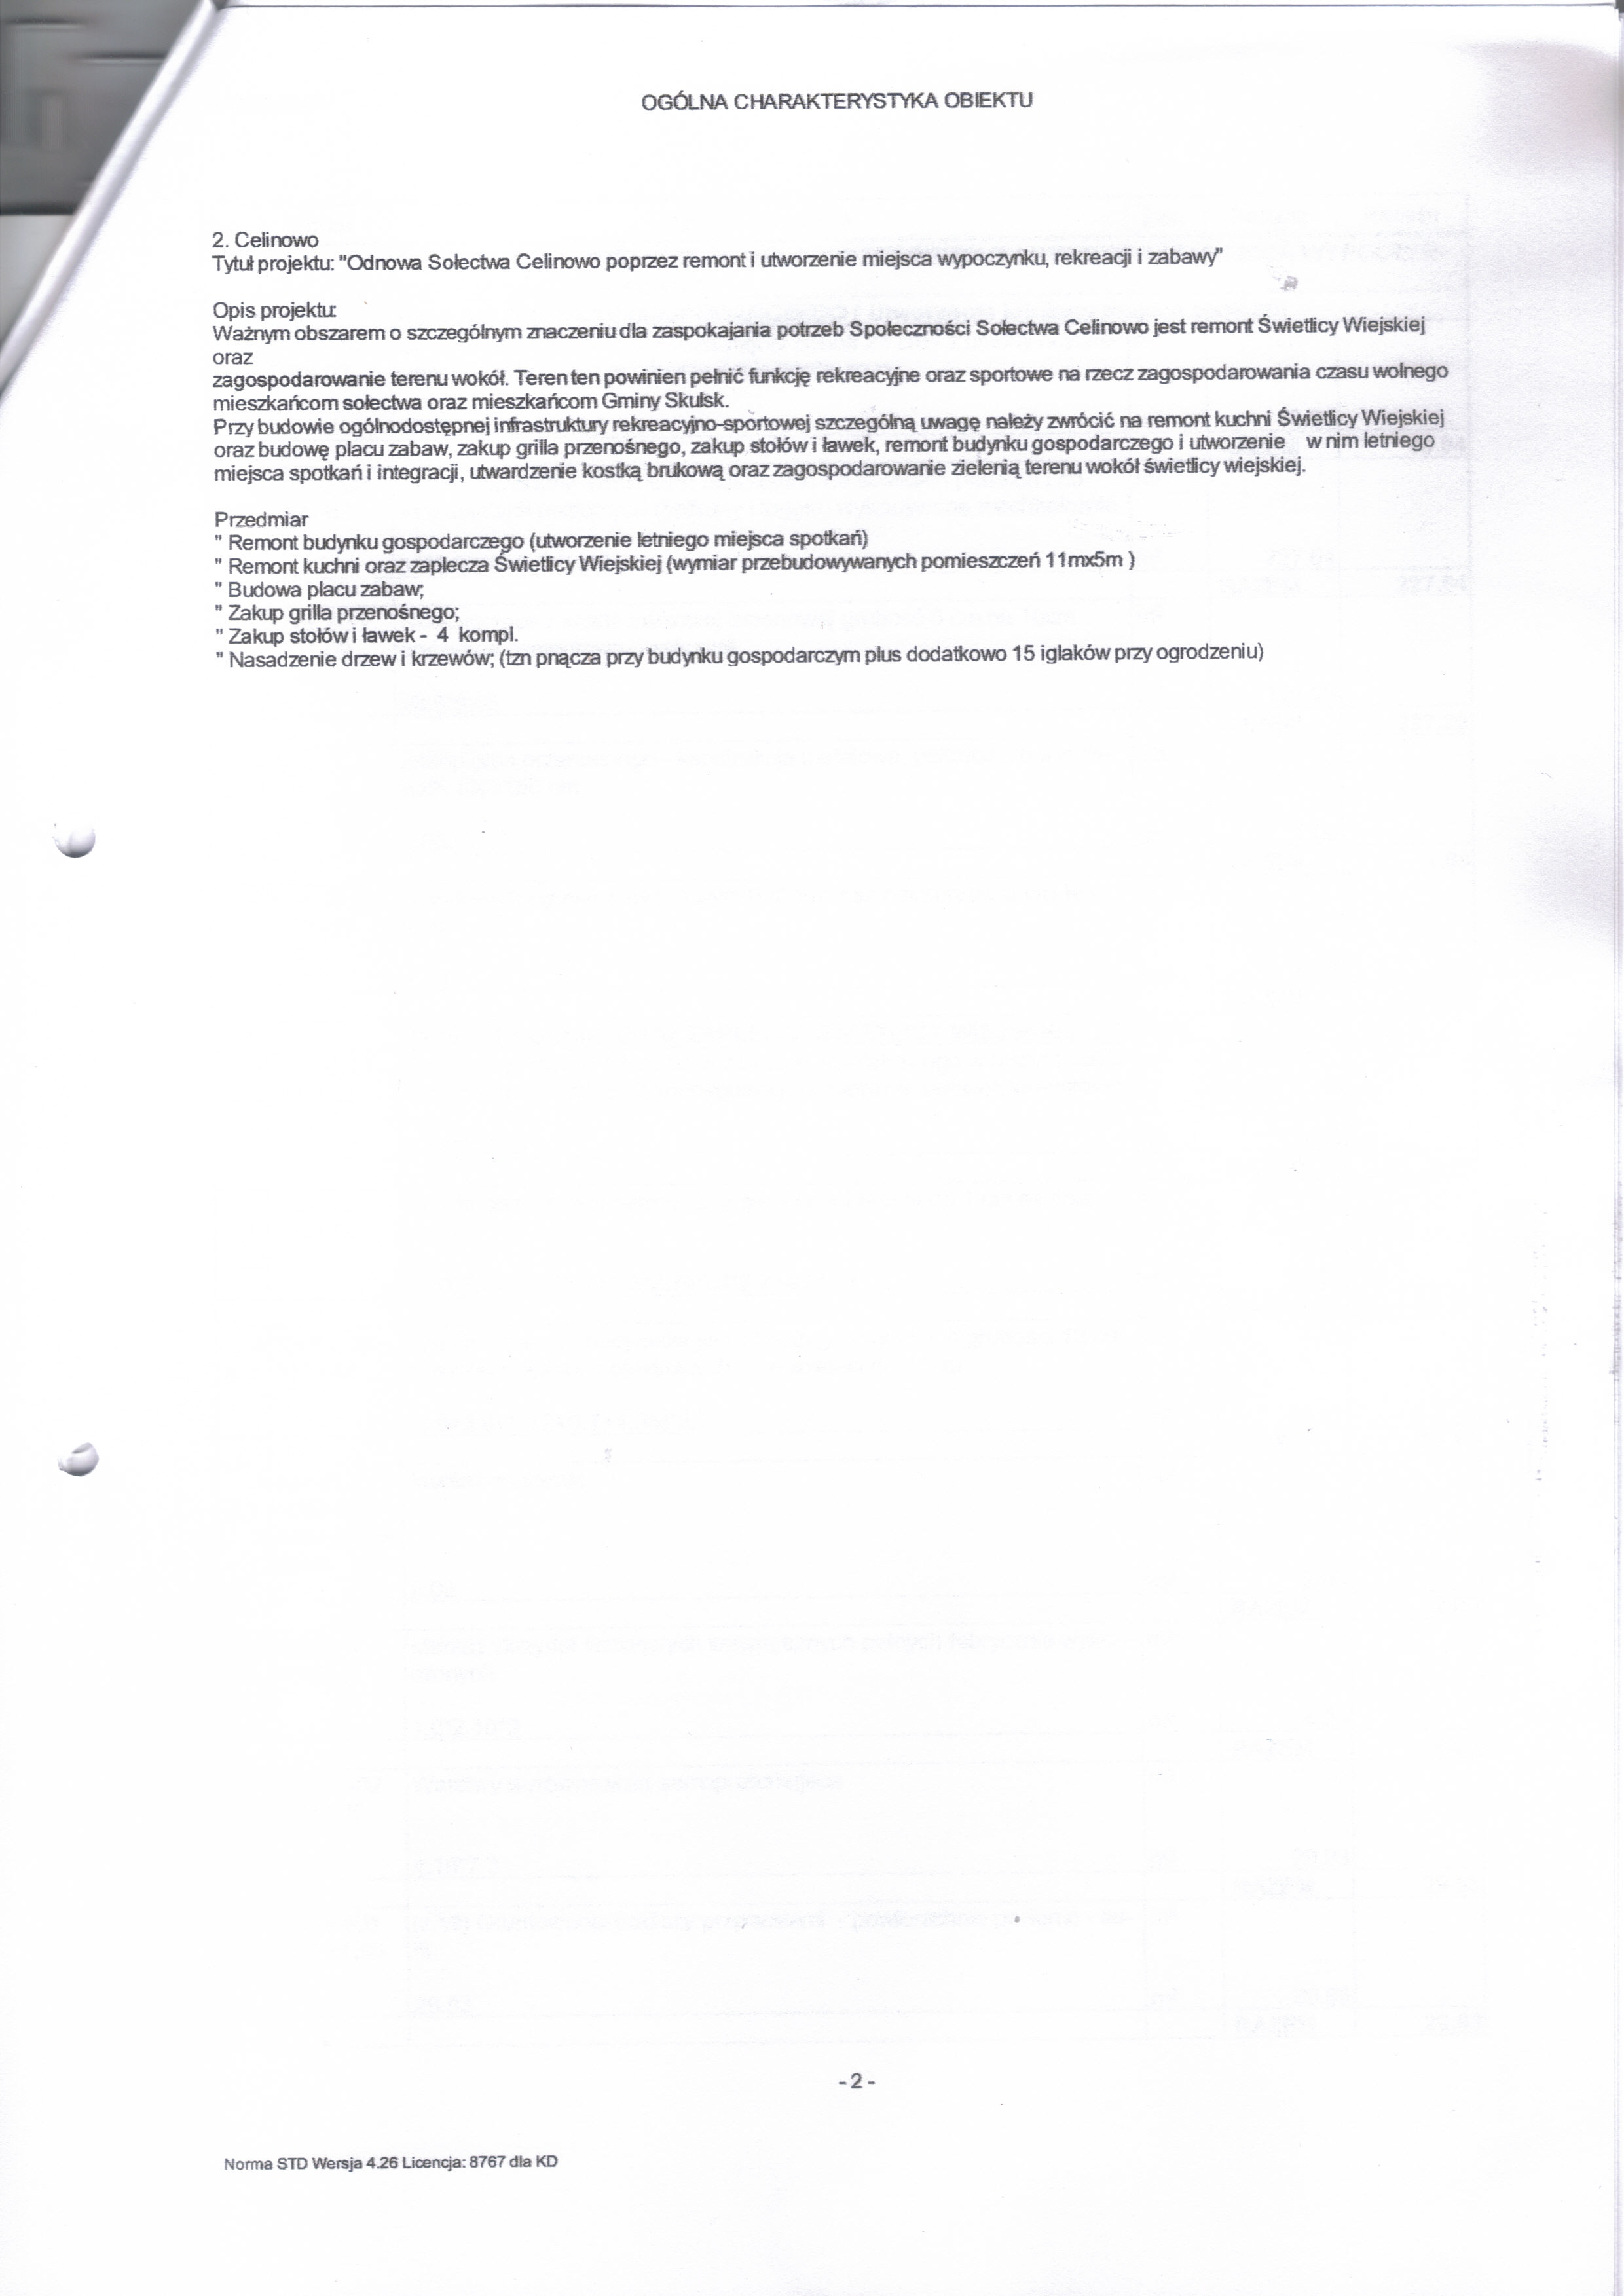 OGÓLNA CHARAKTERYSTYKA OBIEKTU
2. Celinowo
Tytuł projektu: "Odnowa Sołectwa Celinowo poprzez remont i utworzenie miejsca wypoczynku, rekreacji i zabawy"
Opis projektu:
Ważnym obszarem o szczególnym znaczeniu dla zaspokajania potrzeb Społeczności Sołectwa Celinowo jest remont Świetlicy Wiejskiej
oraz
zagospodarowanie terenu wokół. Teren ten powinien pełnić funkcję rekreacyjne oraz sportowe na rzecz zagospodarowania czasu wolnego
mieszkańcom sołectwa oraz mieszkańcom Gminy Skulsk.
Przy budowie ogólnodostępnej infrastruktury rekreacyjno-sportowej szczególną uwagę należy zwrócić na remont kuchni Świetlicy Wiejskiej
oraz budowę placu zabaw, zakup grilla przenośnego, zakup stołów i ławek, remont budynku gospodarczego i utworzenie w nim letniego
miejsca spotkań i integracji, utwardzenie kostką brukową oraz zagospodarowanie zielenią terenu wokół świetlicy wiejskiej.
Przedmiar
" Remont budynku gospodarczego (utworzenie letniego miejsca spotkań)
" Remont kuchni oraz zaplecza Świetlicy Wiejskiej (wymiar przebudowywanych pomieszczeń 11mx5m )
" Budowa placu zabaw;
" Zakup grilla przenośnego;
" Zakup stołów i ławek - 4 kompl.
" Nasadzenie drzew i krzewów; (tzn pnącza przy budynku gospodarczym plus dodatkowo 15 iglaków przy ogrodzeniu)
- 2 -
Norma STD Wersja 4.26 Licencja: 8767 dla KD